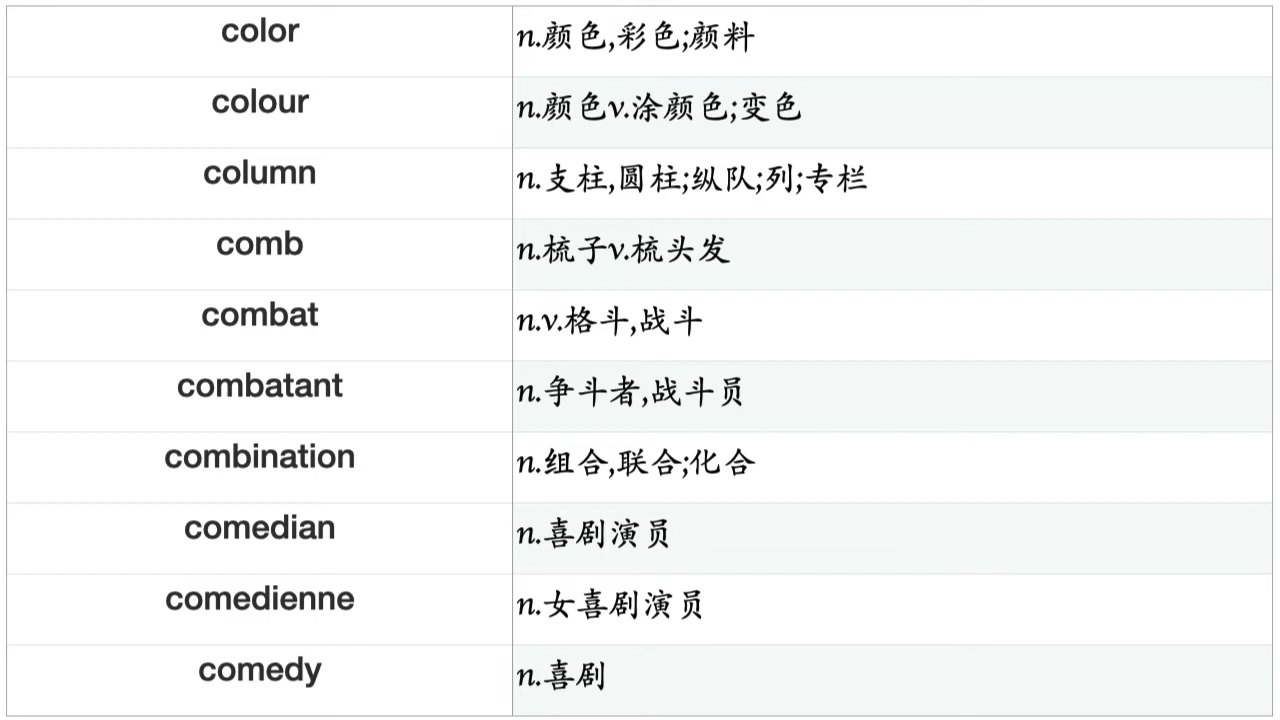 color n.颜色,彩色;颜料
colour n.颜色v.涂颜色;变色
column n.支柱,圆柱;纵队;列;专栏
comb n.梳子v.梳头发
combat n.v.格斗,战斗
combatant n.争斗者,战斗员
combination n.组合,联合;化合
comedian n.喜剧演员
comedienne n.女喜剧演员
comedy n.喜剧